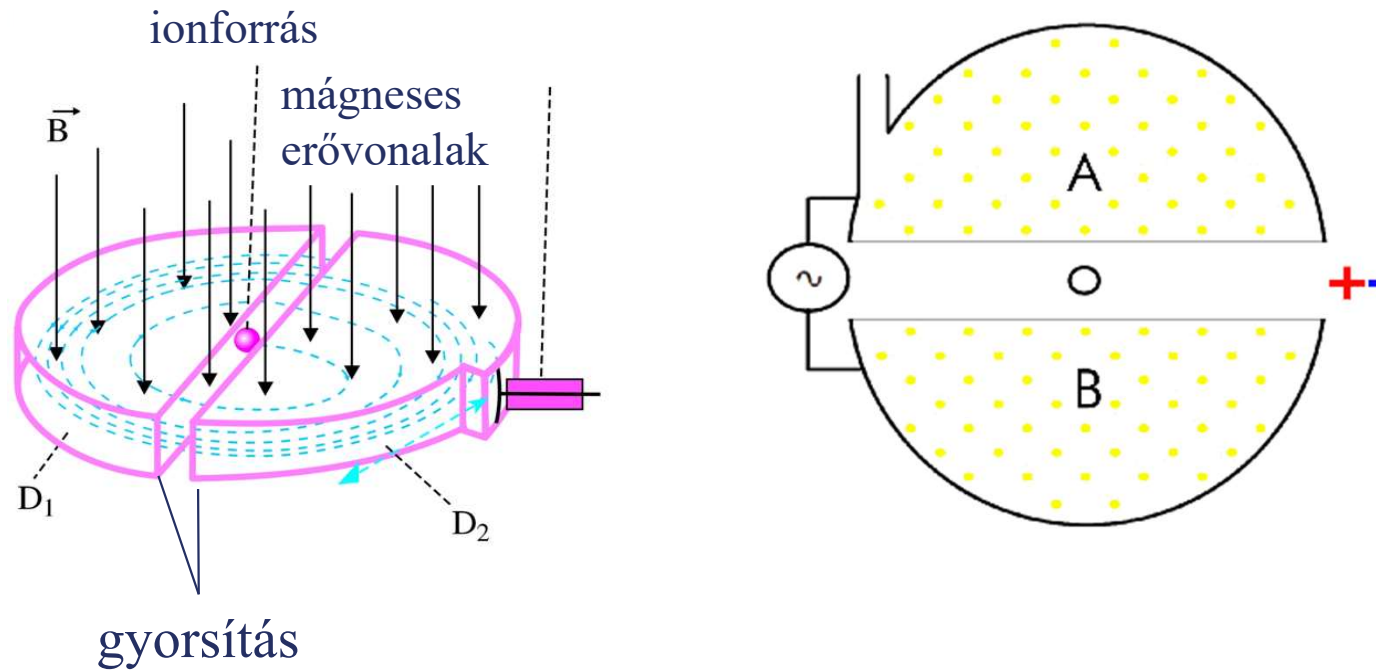 ionforrás
mágneses
erővonalak
B
D1
D2
gyorsítás
A
~
+-
B